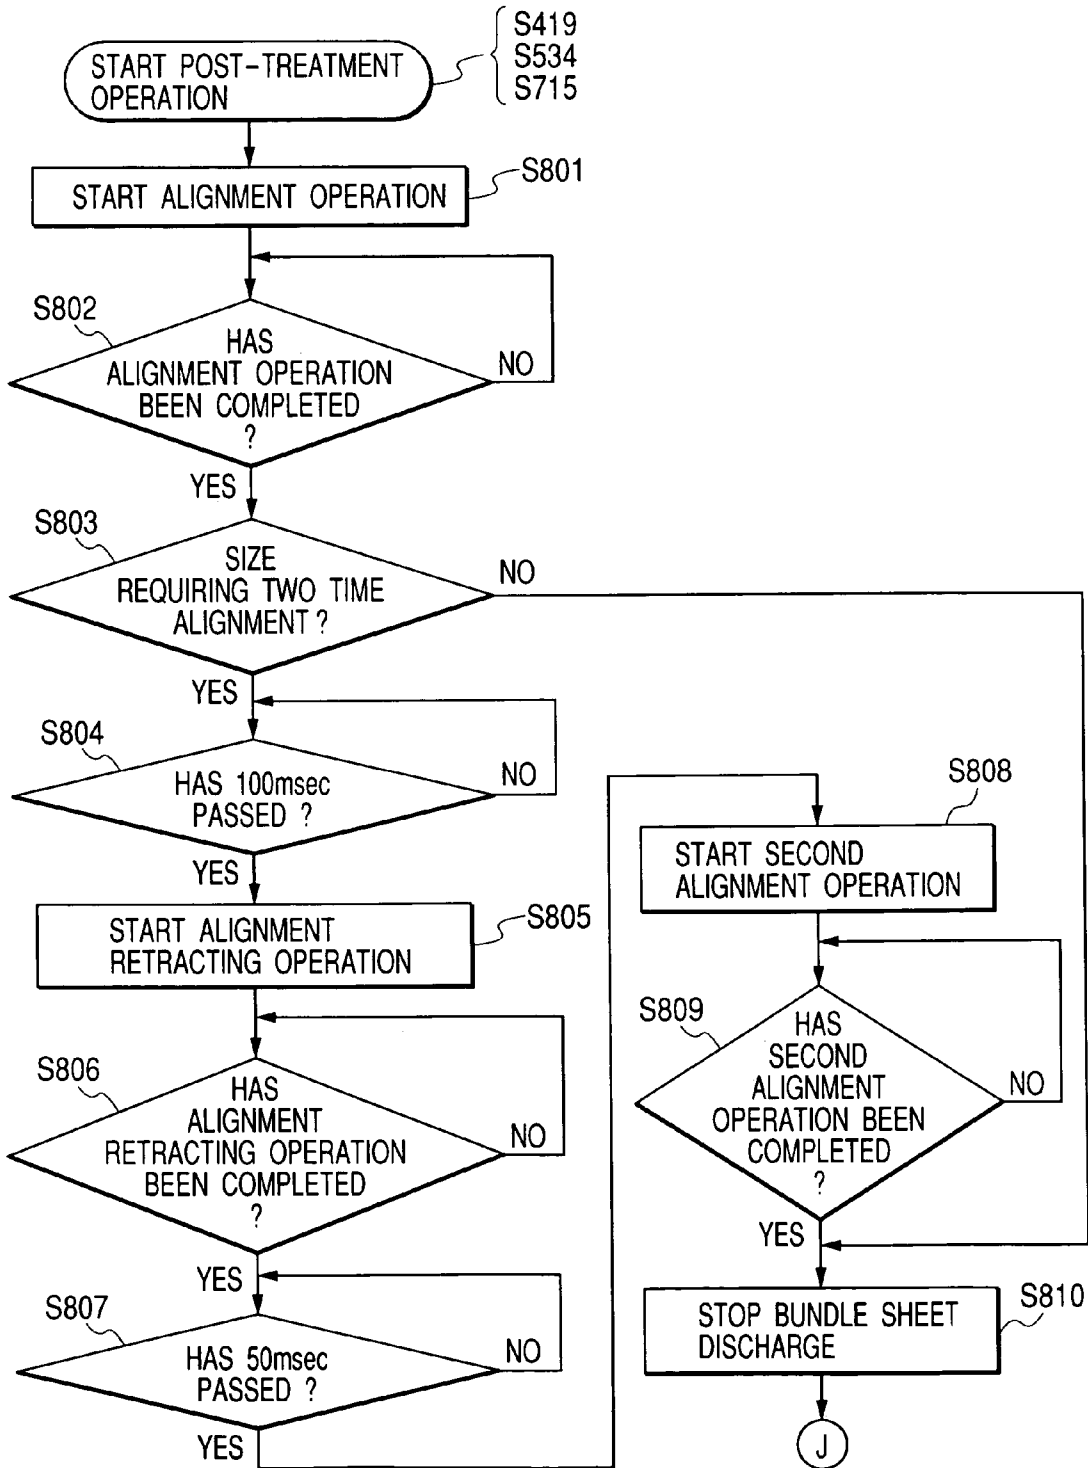 START POST-TREATMENT
OPERATION
S419
S534
S715
START ALIGNMENT OPERATION
S801
S802
HAS
ALIGNMENT OPERATION
BEEN COMPLETED
?
NO
YES
S803
SIZE
REQUIRING TWO TIME
ALIGNMENT ?
NO
YES
S804
HAS 100msec
PASSED ?
NO
YES
START ALIGNMENT
RETRACTING OPERATION
S805
S806
HAS
ALIGNMENT
RETRACTING OPERATION
BEEN COMPLETED
?
NO
YES
S807
HAS 50msec
PASSED ?
NO
YES
S808
START SECOND
ALIGNMENT OPERATION
S809
HAS
SECOND
ALIGNMENT
OPERATION BEEN
COMPLETED
?
NO
YES
STOP BUNDLE SHEET
DISCHARGE
S810
J